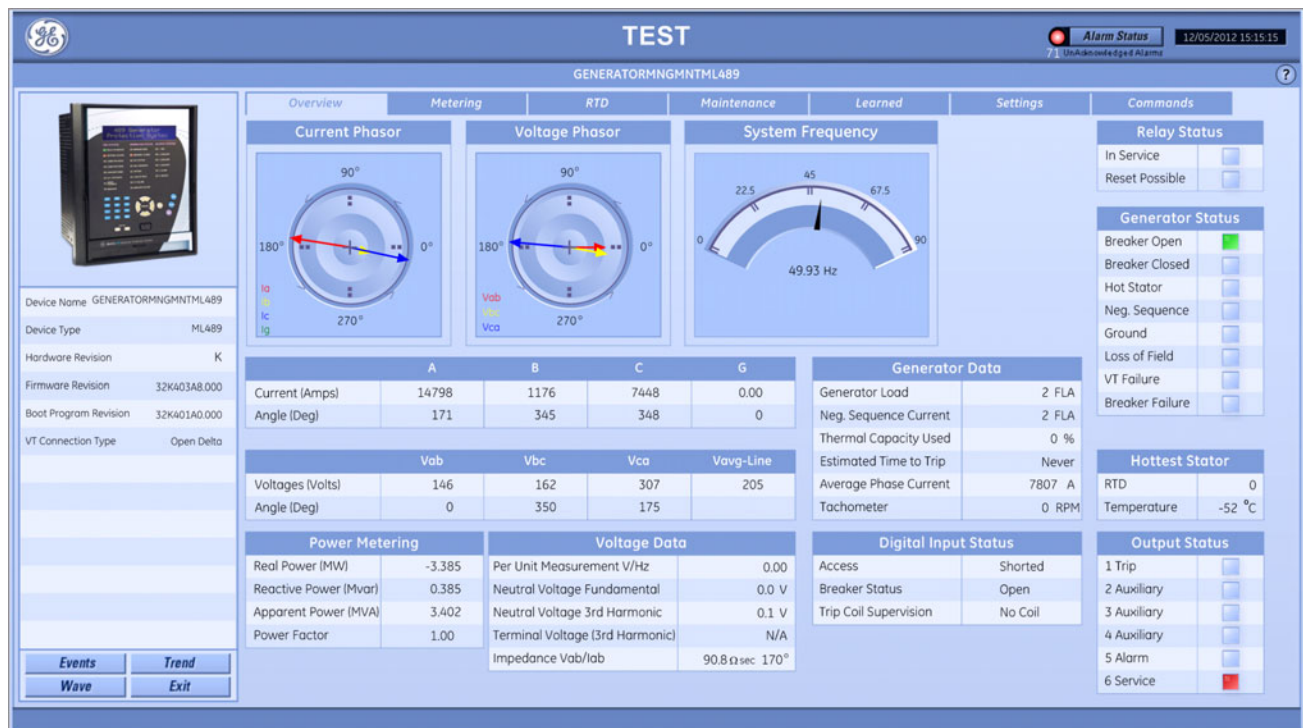 TEST
Alarm Status
12/05/2012 15:15:15
71 UnAcknowledged Alarms
GENERATORMNGMNTML489
?
Overview Metering RTD Maintenance Learned Settings Commands
Device Name GENERATORMNGMNTML489
Device Type ML489
Hardware Revision K
Firmware Revision 32K403A8.000
Boot Program Revision 32K401A0.000
VT Connection Type Open Delta
Events Trend
Wave Exit
Current Phasor
90°
180° 0°
270°
Ia
Ib
Ic
Ig
Voltage Phasor
90°
180° 0°
270°
Vab
Vbc
Vca
System Frequency
0 22.5 45 67.5 90
49.93 Hz
A B C G
Current (Amps) 14798 1176 7448 0.00
Angle (Deg) 171 345 348 0
Vab Vbc Vca Vavg-Line
Voltages (Volts) 146 162 307 205
Angle (Deg) 0 350 175
Generator Data
Generator Load 2 FLA
Neg. Sequence Current 2 FLA
Thermal Capacity Used 0 %
Estimated Time to Trip Never
Average Phase Current 7807 A
Tachometer 0 RPM
Power Metering
Real Power (MW) -3.385
Reactive Power (Mvar) 0.385
Apparent Power (MVA) 3.402
Power Factor 1.00
Voltage Data
Per Unit Measurement V/Hz 0.00
Neutral Voltage Fundamental 0.0 V
Neutral Voltage 3rd Harmonic 0.1 V
Terminal Voltage (3rd Harmonic) N/A
Impedance Vab/Iab 90.8 Ω sec 170°
Digital Input Status
Access Shorted
Breaker Status Open
Trip Coil Supervision No Coil
Relay Status
In Service
Reset Possible
Generator Status
Breaker Open
Breaker Closed
Hot Stator
Neg. Sequence
Ground
Loss of Field
VT Failure
Breaker Failure
Hottest Stator
RTD 0
Temperature -52 °C
Output Status
1 Trip
2 Auxiliary
3 Auxiliary
4 Auxiliary
5 Alarm
6 Service